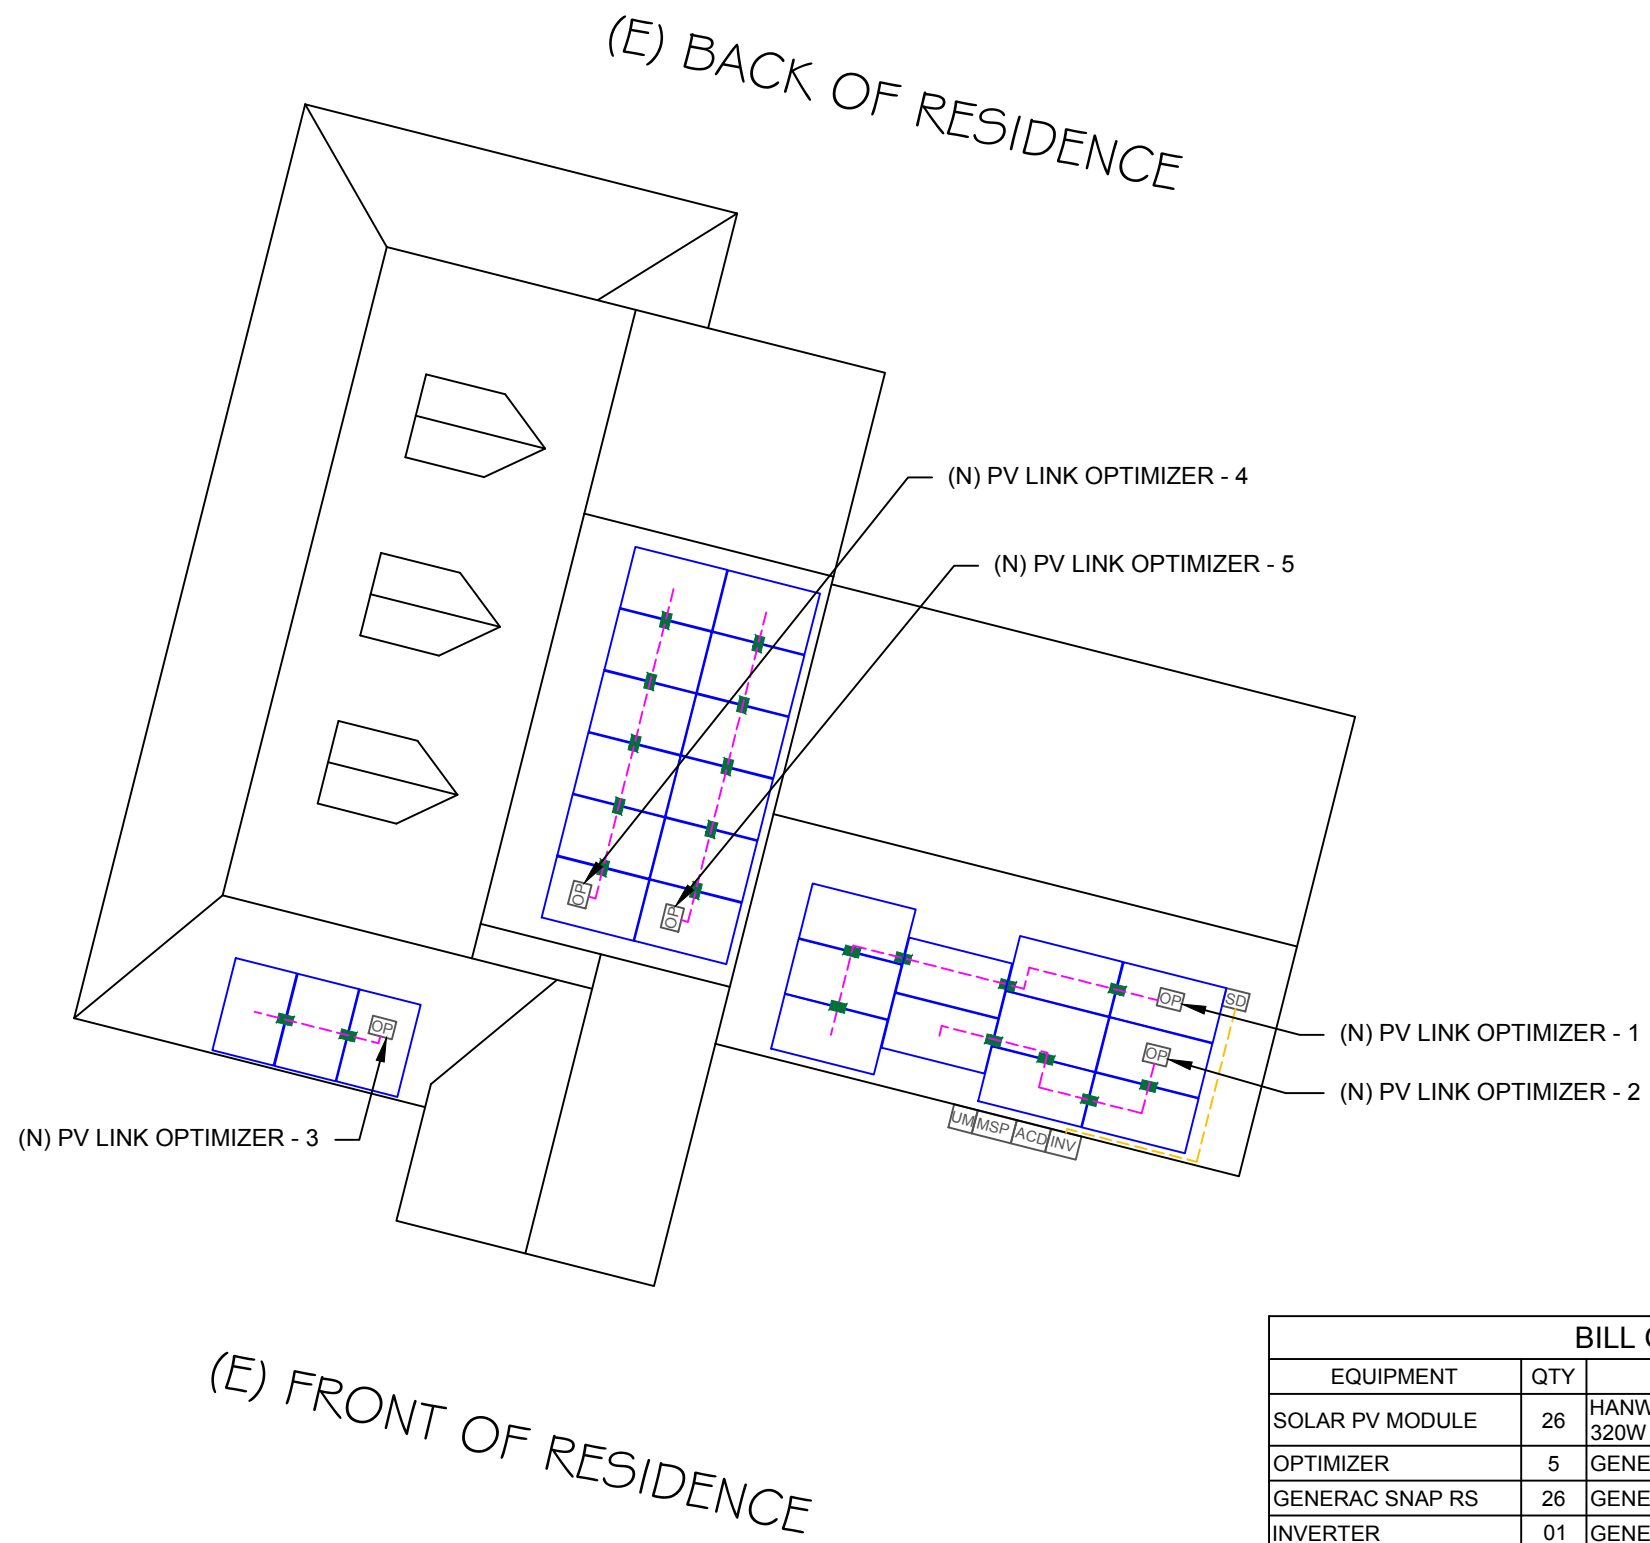 (E) BACK OF RESIDENCE
(N) PV LINK OPTIMIZER - 4
(N) PV LINK OPTIMIZER - 5
OP
OP
OP
SD
OP
(N) PV LINK OPTIMIZER - 1
OP
(N) PV LINK OPTIMIZER - 2
UM MSP ACD INV
(N) PV LINK OPTIMIZER - 3
(E) FRONT OF RESIDENCE
BILL
EQUIPMENT QTY
SOLAR PV MODULE 26 HANW
320W
OPTIMIZER 5 GENE
GENERAC SNAP RS 26 GENE
INVERTER 01 GENE